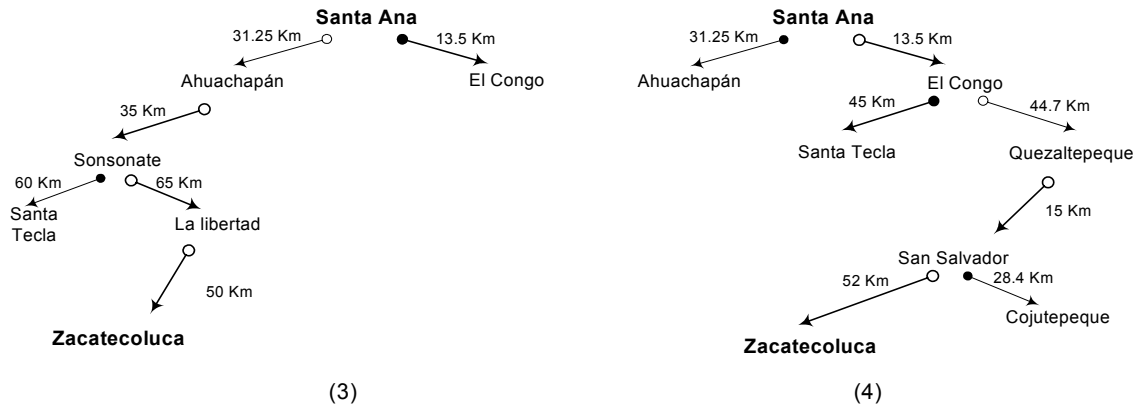 Santa Ana
31.25 Km
13.5 Km
Ahuachapán
El Congo
35 Km
Sonsonate
60 Km
65 Km
Santa
Tecla
La libertad
50 Km
Zacatecoluca
(3)
Santa Ana
31.25 Km
13.5 Km
Ahuachapán
El Congo
45 Km
44.7 Km
Santa Tecla
Quezaltepeque
15 Km
San Salvador
52 Km
28.4 Km
Cojutepeque
Zacatecoluca
(4)